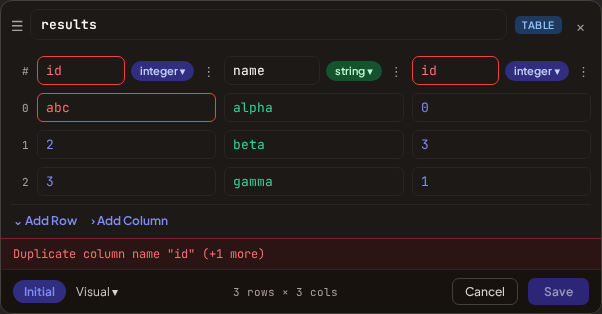 ☰ results TABLE ×
# id integer ▾ ⋮ name string ▾ ⋮ id integer ▾ ⋮
0 abc alpha 0
1 2 beta 3
2 3 gamma 1
⌄ Add Row › Add Column
Duplicate column name "id" (+1 more)
Initial Visual ▾ 3 rows × 3 cols Cancel Save